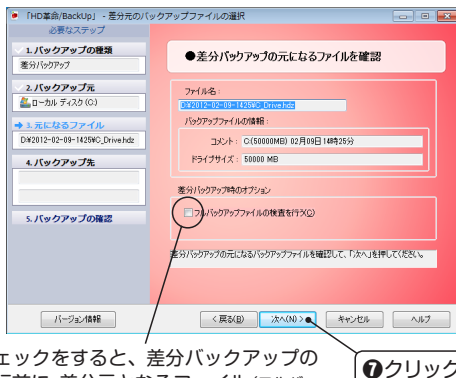 「HD革命/BackUp」 - 差分元のバックアップファイルの選択
必要なステップ
1. バックアップの種類
差分バックアップ
2. バックアップ元
ローカル ディスク (C:)
3. 元になるファイル
D:¥2012-02-09-1425¥C_Drive.hdz
4. バックアップ先
5. バックアップの確認
●差分バックアップの元になるファイルを確認
ファイル名：
D:¥2012-02-09-1425¥C_Drive.hdz
バックアップファイルの情報：
コメント： C:(50000MB) 02月09日 14時25分
ドライブサイズ： 50000 MB
差分バックアップ時のオプション
フルバックアップファイルの検査を行う(C)
差分バックアップの元になるバックアップファイルを確認して、「次へ」を押してください。
バージョン情報
< 戻る(B)
次へ(N) >
キャンセル
ヘルプ
ェックをすると、差分バックアップの
❼クリック